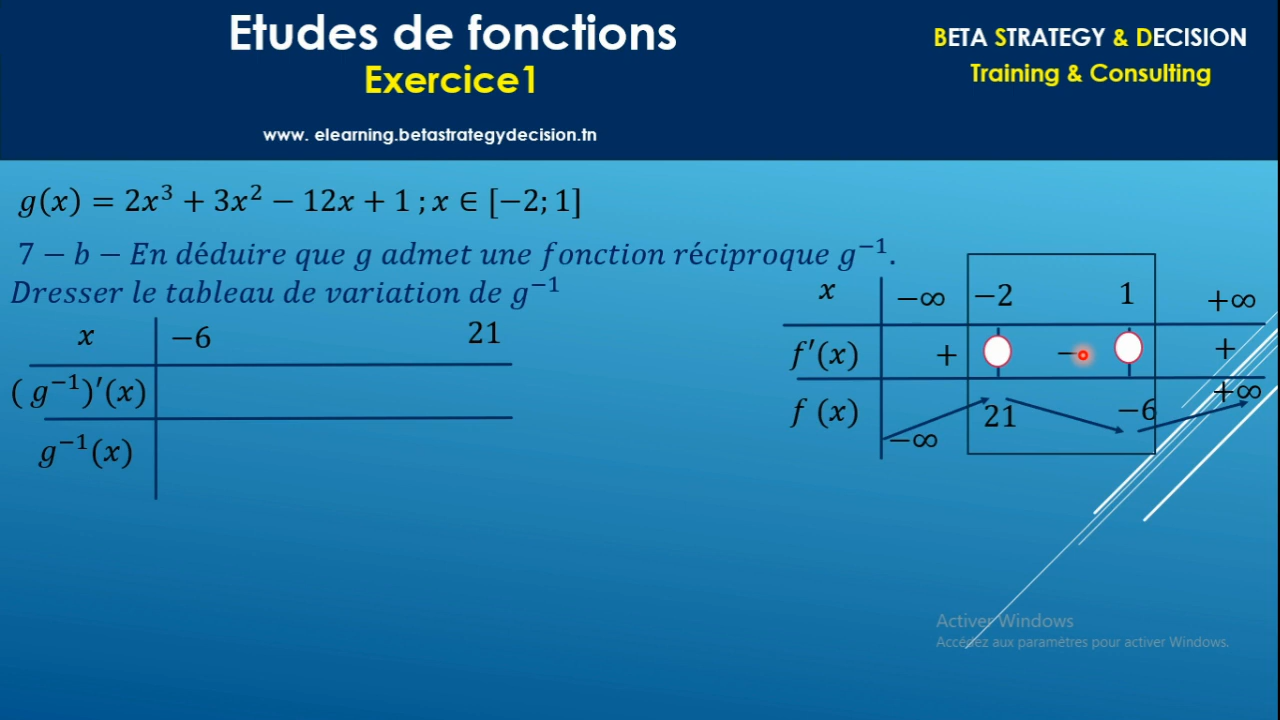 Etudes de fonctions
Exercice1
www. elearning.betastrategydecision.tn
BETA STRATEGY & DECISION
Training & Consulting
g(x) = 2x³ + 3x² − 12x + 1 ; x ∈ [−2; 1]
7 − b − En déduire que g admet une fonction réciproque g⁻¹.
Dresser le tableau de variation de g⁻¹
x −6 21
( g⁻¹)′(x)
g⁻¹(x)
x −∞ −2 1 +∞
f′(x) + − +
f (x) −∞ 21 −6 +∞
Activer Windows
Accédez aux paramètres pour activer Windows.